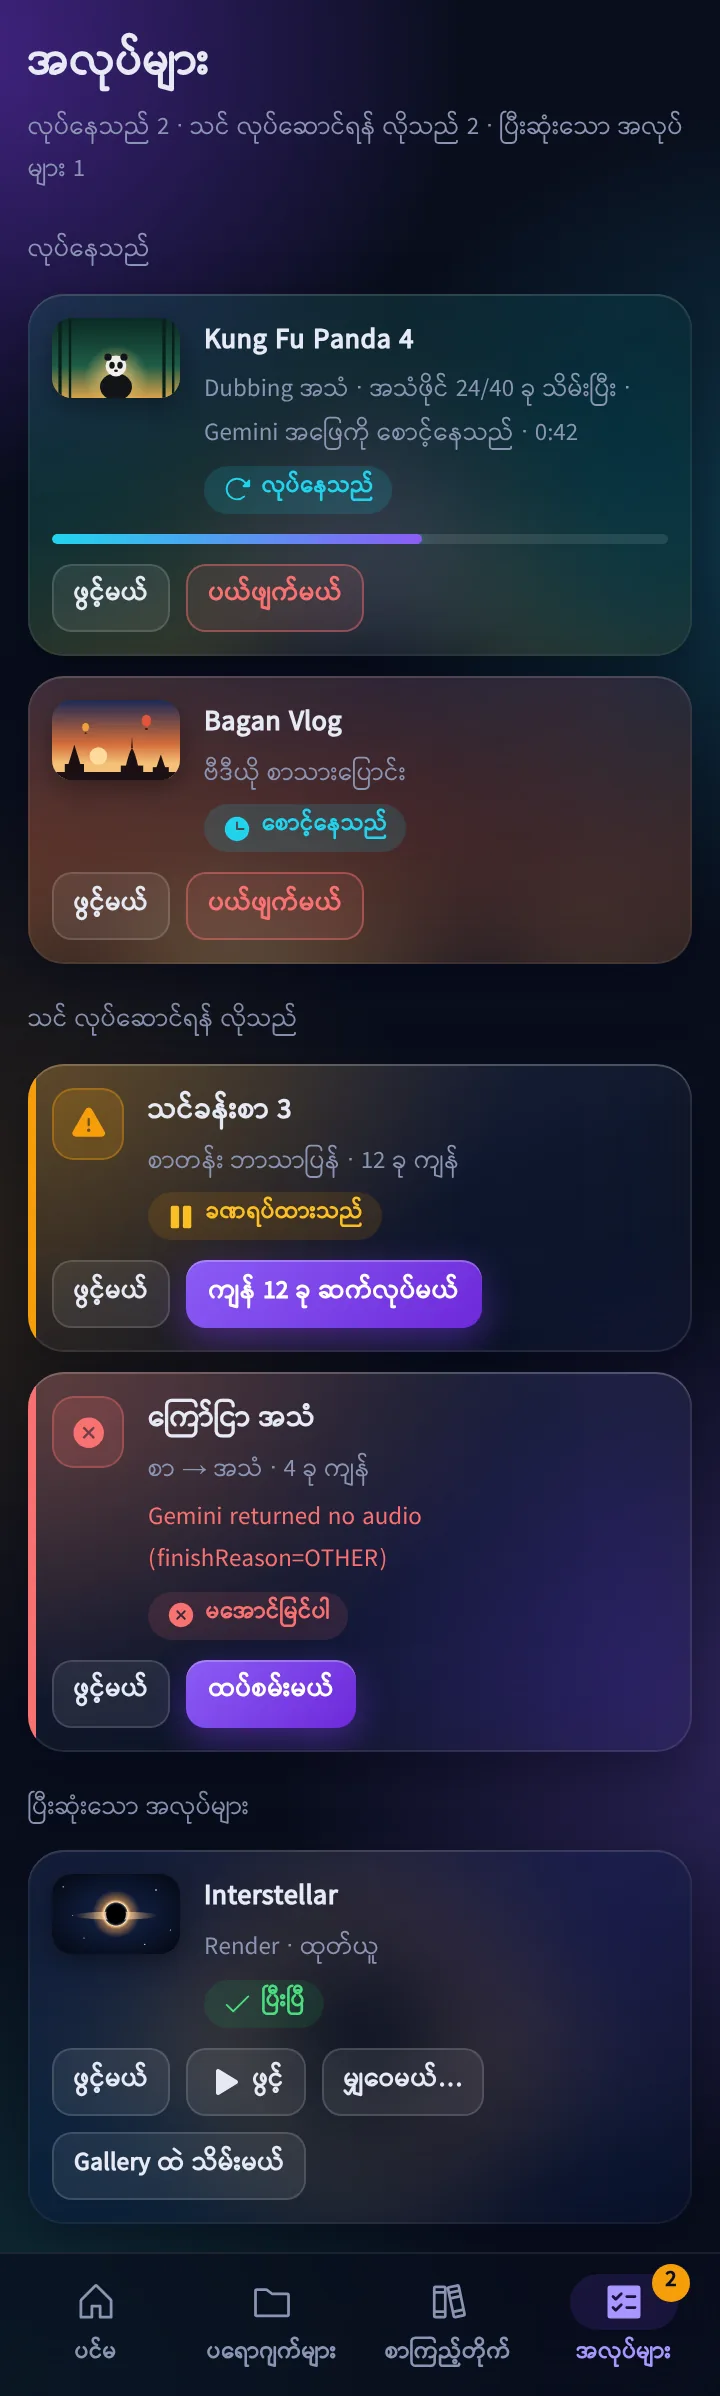 အလုပ်များ
လုပ်နေသည် 2 · သင် လုပ်ဆောင်ရန် လိုသည် 2 · ပြီးဆုံးသော အလုပ်
များ 1
လုပ်နေသည်
Kung Fu Panda 4
Dubbing အသံ · အသံဖိုင် 24/40 ခု သိမ်းပြီး ·
Gemini အဖြေကို စောင့်နေသည် · 0:42
လုပ်နေသည်
ဖွင့်မယ်
ပယ်ဖျက်မယ်
Bagan Vlog
ဗီဒီယို စာသားပြောင်း
စောင့်နေသည်
ဖွင့်မယ်
ပယ်ဖျက်မယ်
သင် လုပ်ဆောင်ရန် လိုသည်
သင်ခန်းစာ 3
စာတန်း ဘာသာပြန် · 12 ခု ကျန်
ခဏရပ်ထားသည်
ဖွင့်မယ်
ကျန် 12 ခု ဆက်လုပ်မယ်
ကြော်ငြာ အသံ
စာ → အသံ · 4 ခု ကျန်
Gemini returned no audio
(finishReason=OTHER)
မအောင်မြင်ပါ
ဖွင့်မယ်
ထပ်စမ်းမယ်
ပြီးဆုံးသော အလုပ်များ
Interstellar
Render · ထုတ်ယူ
ပြီးပြီ
ဖွင့်မယ်
ဖွင့်
မျှဝေမယ်…
Gallery ထဲ သိမ်းမယ်
2
ပင်မ
ပရောဂျက်များ
စာကြည့်တိုက်
အလုပ်များ